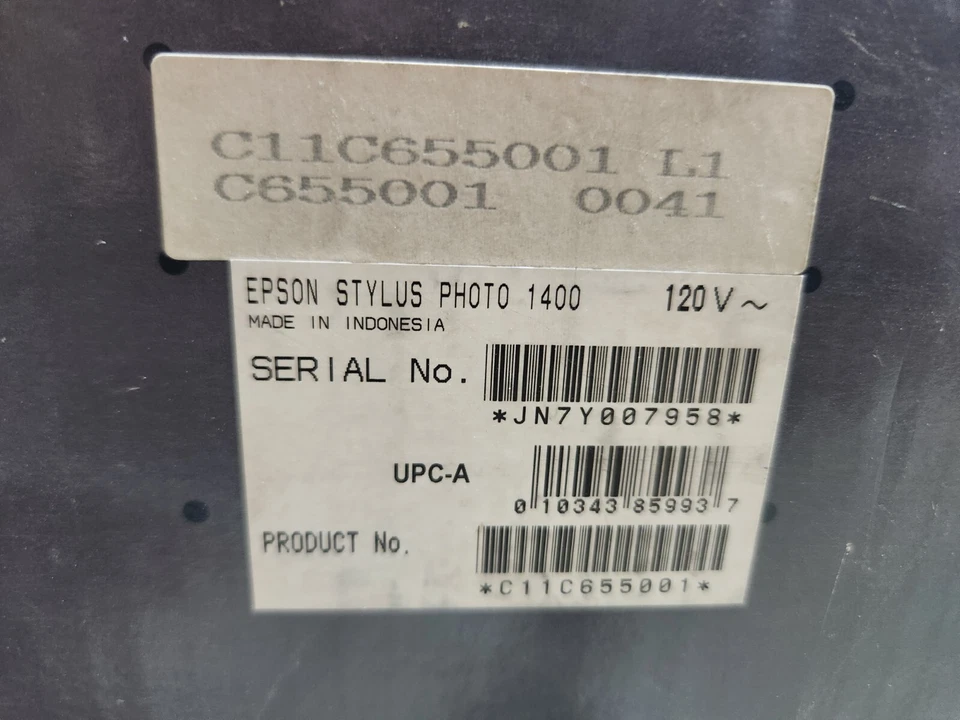 C11C655001 L1
C655001 0041
EPSON STYLUS PHOTO 1400 120 V ~
MADE IN INDONESIA
SERIAL No.
*JN7Y007958*
UPC-A
0 10343 85993 7
PRODUCT No.
*C11C655001*